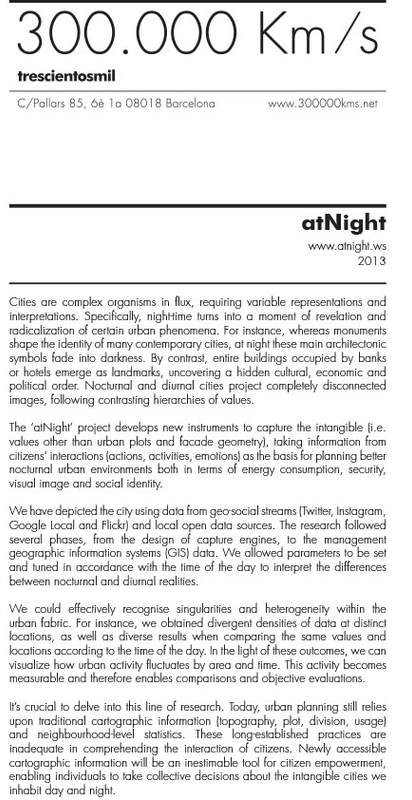 300.000 Km/s
trescientosmil
C/Pallars 85, 6è 1a 08018 Barcelona www.300000kms.net
atNight
www.atnight.ws
2013
Cities are complex organisms in flux, requiring variable representations and
interpretations. Specifically, night-time turns into a moment of revelation and
radicalization of certain urban phenomena. For instance, whereas monuments
shape the identity of many contemporary cities, at night these main architectonic
symbols fade into darkness. By contrast, entire buildings occupied by banks
or hotels emerge as landmarks, uncovering a hidden cultural, economic and
political order. Nocturnal and diurnal cities project completely disconnected
images, following contrasting hierarchies of values.
The ‘atNight’ project develops new instruments to capture the intangible (i.e.
values other than urban plots and facade geometry), taking information from
citizens’ interactions (actions, activities, emotions) as the basis for planning better
nocturnal urban environments both in terms of energy consumption, security,
visual image and social identity.
We have depicted the city using data from geo-social streams (Twitter, Instagram,
Google Local and Flickr) and local open data sources. The research followed
several phases, from the design of capture engines, to the management
geographic information systems (GIS) data. We allowed parameters to be set
and tuned in accordance with the time of the day to interpret the differences
between nocturnal and diurnal realities.
We could effectively recognise singularities and heterogeneity within the
urban fabric. For instance, we obtained divergent densities of data at distinct
locations, as well as diverse results when comparing the same values and
locations according to the time of the day. In the light of these outcomes, we can
visualize how urban activity fluctuates by area and time. This activity becomes
measurable and therefore enables comparisons and objective evaluations.
It’s crucial to delve into this line of research. Today, urban planning still relies
upon traditional cartographic information (topography, plot, division, usage)
and neighbourhood-level statistics. These long-established practices are
inadequate in comprehending the interaction of citizens. Newly accessible
cartographic information will be an inestimable tool for citizen empowerment,
enabling individuals to take collective decisions about the intangible cities we
inhabit day and night.